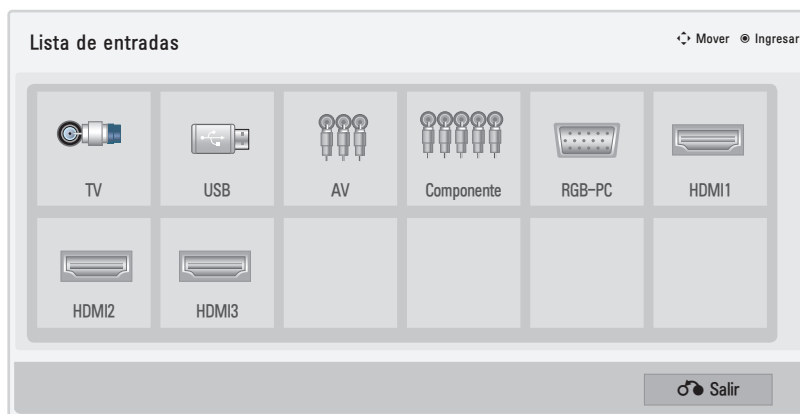 Lista de entradas
Mover Ingresar
TV USB AV Componente RGB-PC HDMI1
HDMI2 HDMI3
Salir